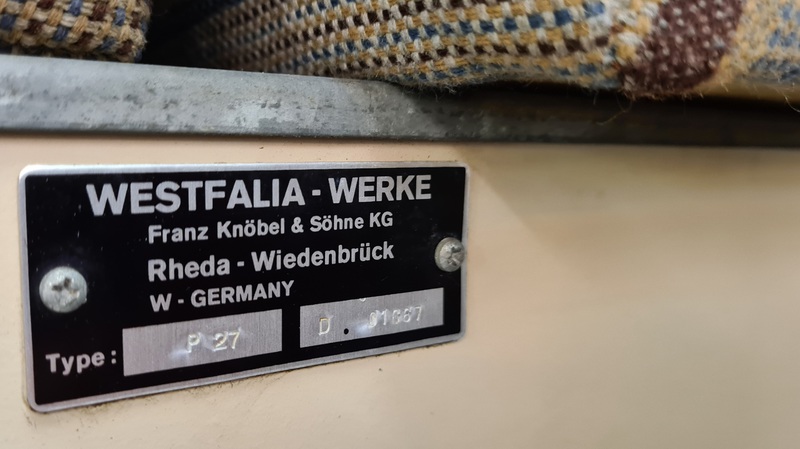 WESTFALIA - WERKE
Franz Knöbel & Söhne KG
Rheda - Wiedenbrück
W - GERMANY
Type: P 27 D.